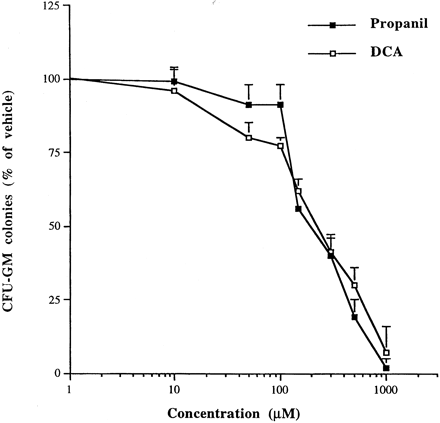 125
Propanil
DCA
100
75
50
25
0
CFU-GM colonies (% of vehicle)
1 10 100 1000
Concentration (µM)